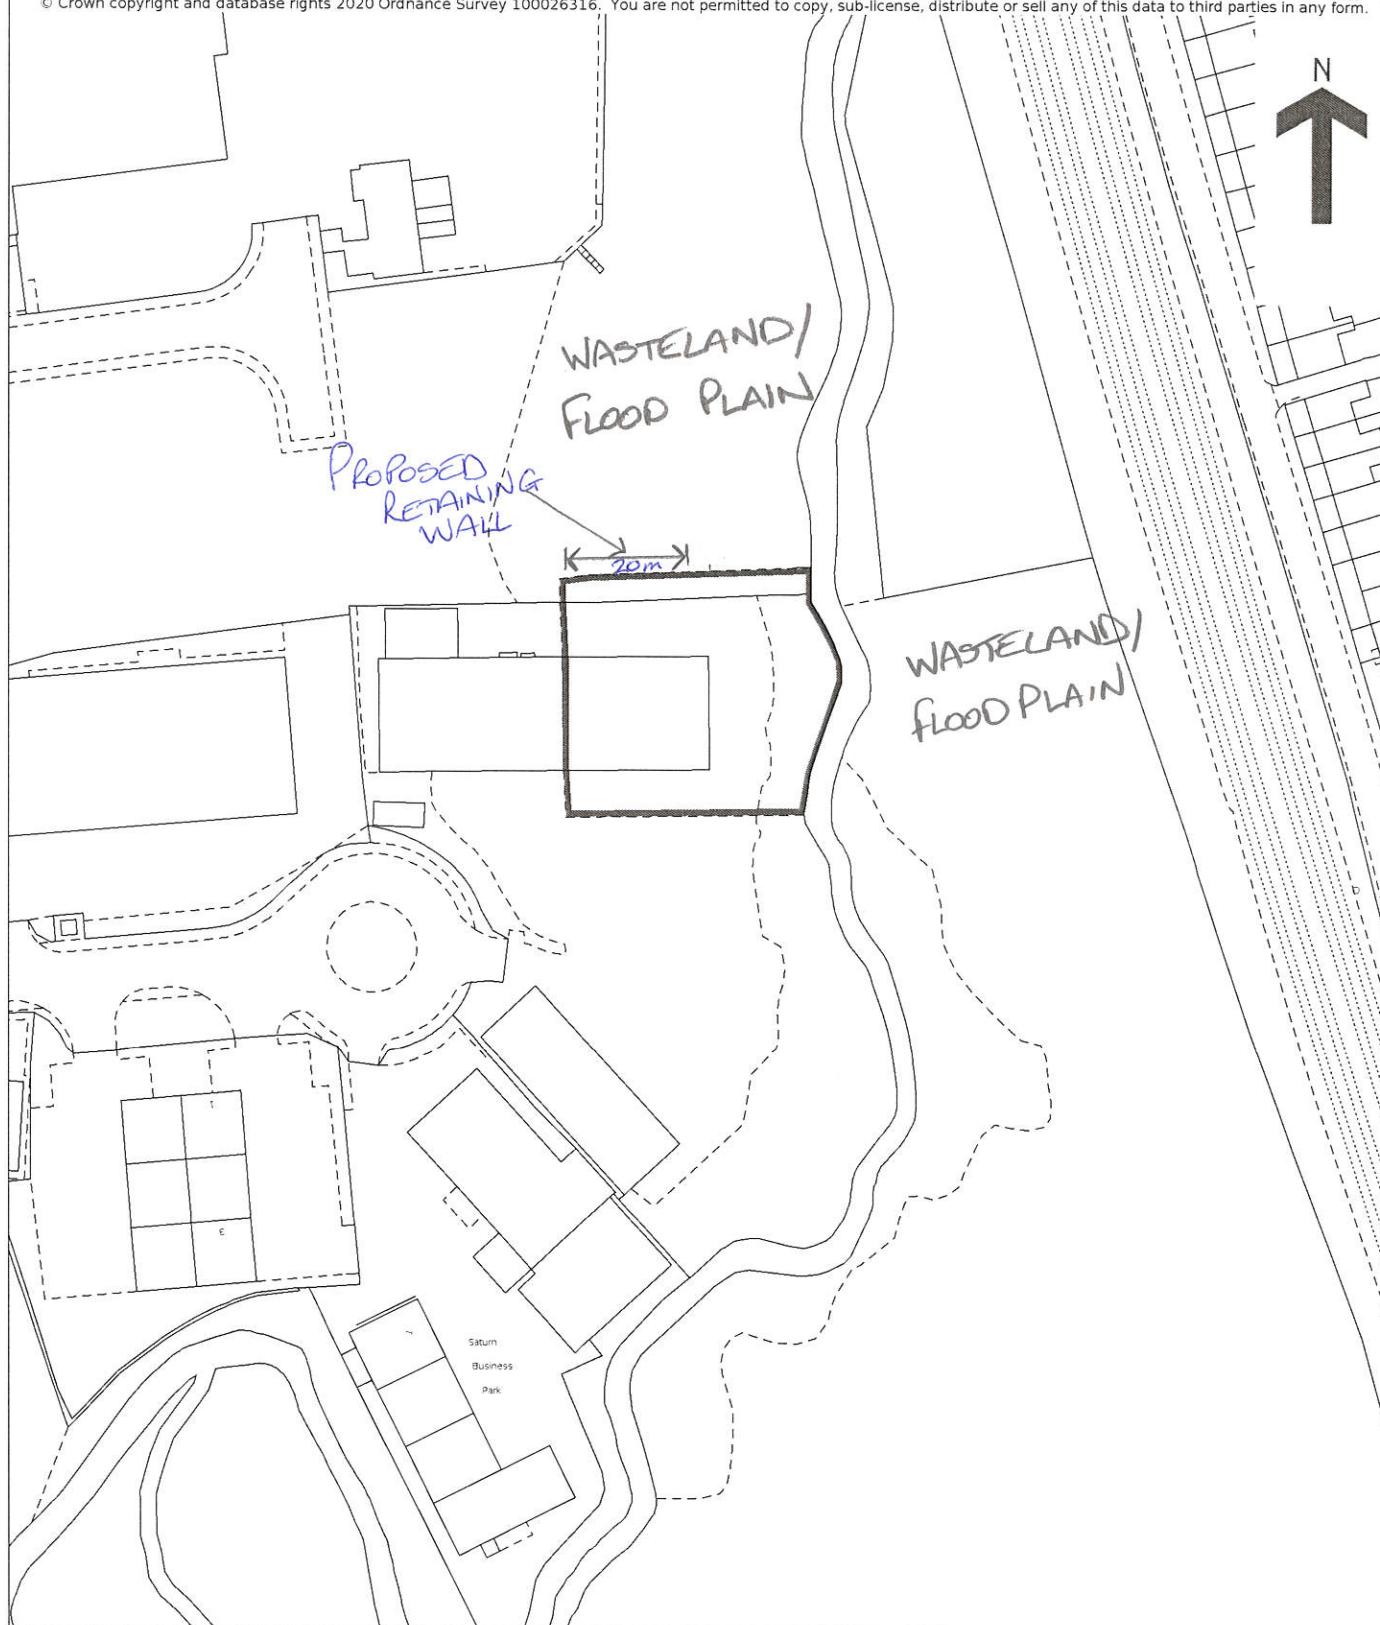 © Crown copyright and database rights 2020 Ordnance Survey 100026316. You are not permitted to copy, sub-license, distribute or sell any of this data to third parties in any form.
N
WASTELAND/
FLOOD PLAIN
PROPOSED
RETAINING
WALL
20m
WASTELAND/
FLOOD PLAIN
1
3
Saturn
Business
Park